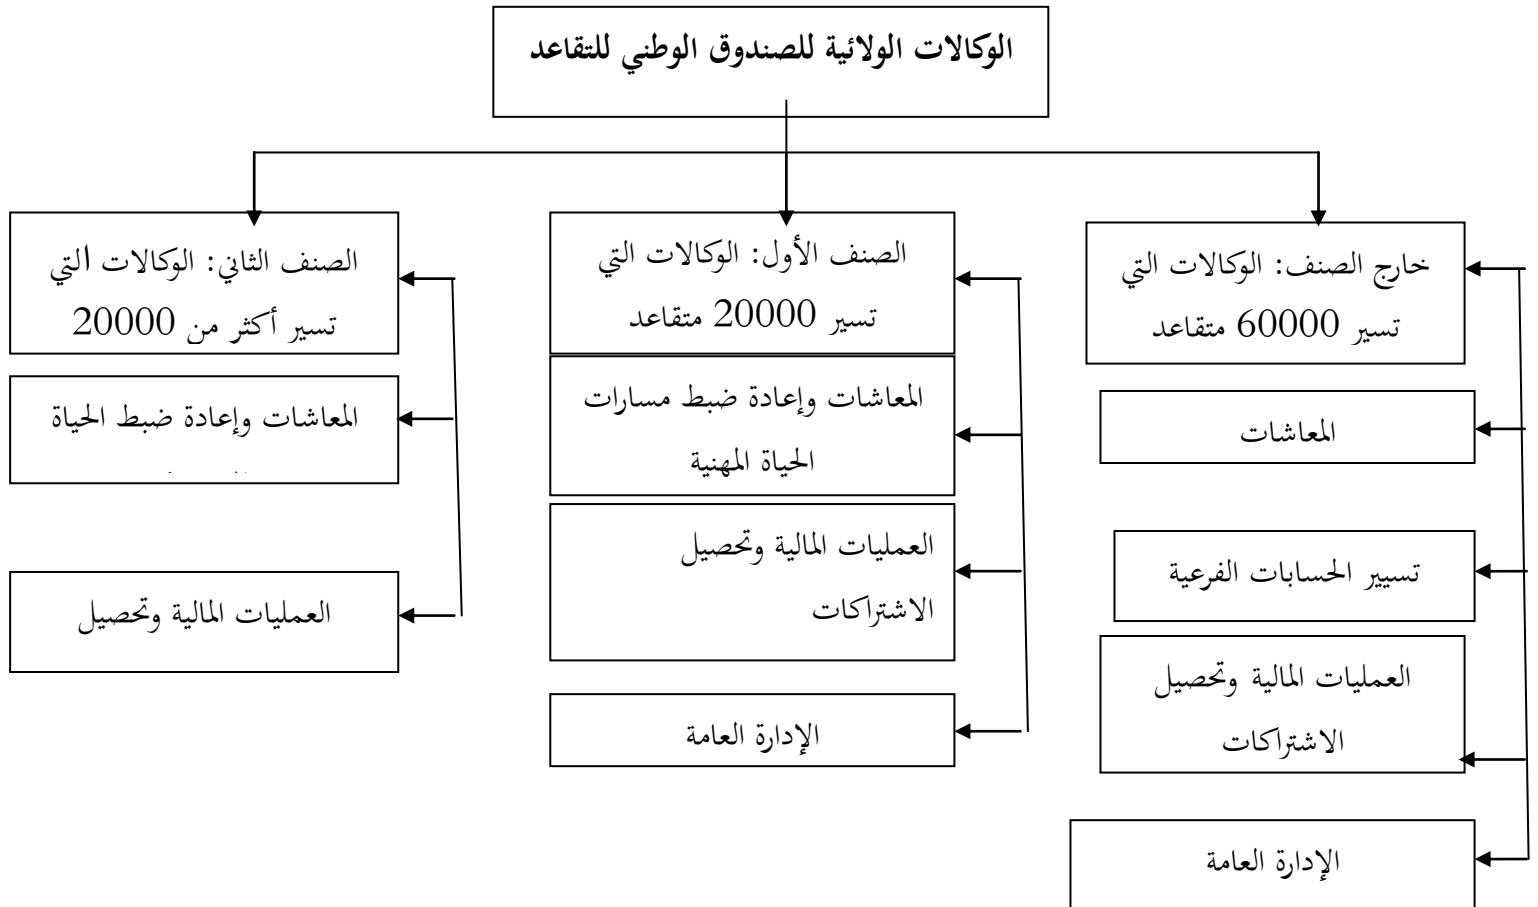 الوكالات الولائية للصندوق الوطني للتقاعد
خارج الصنف: الوكالات التي
تسير 60000 متقاعد
المعاشات
تسيير الحسابات الفرعية
العمليات المالية وتحصيل
الاشتراكات
الإدارة العامة
الصنف الأول: الوكالات التي
تسير 20000 متقاعد
المعاشات وإعادة ضبط مسارات
الحياة المهنية
العمليات المالية وتحصيل
الاشتراكات
الإدارة العامة
الصنف الثاني: الوكالات التي
تسير أكثر من 20000
المعاشات وإعادة ضبط الحياة
العمليات المالية وتحصيل